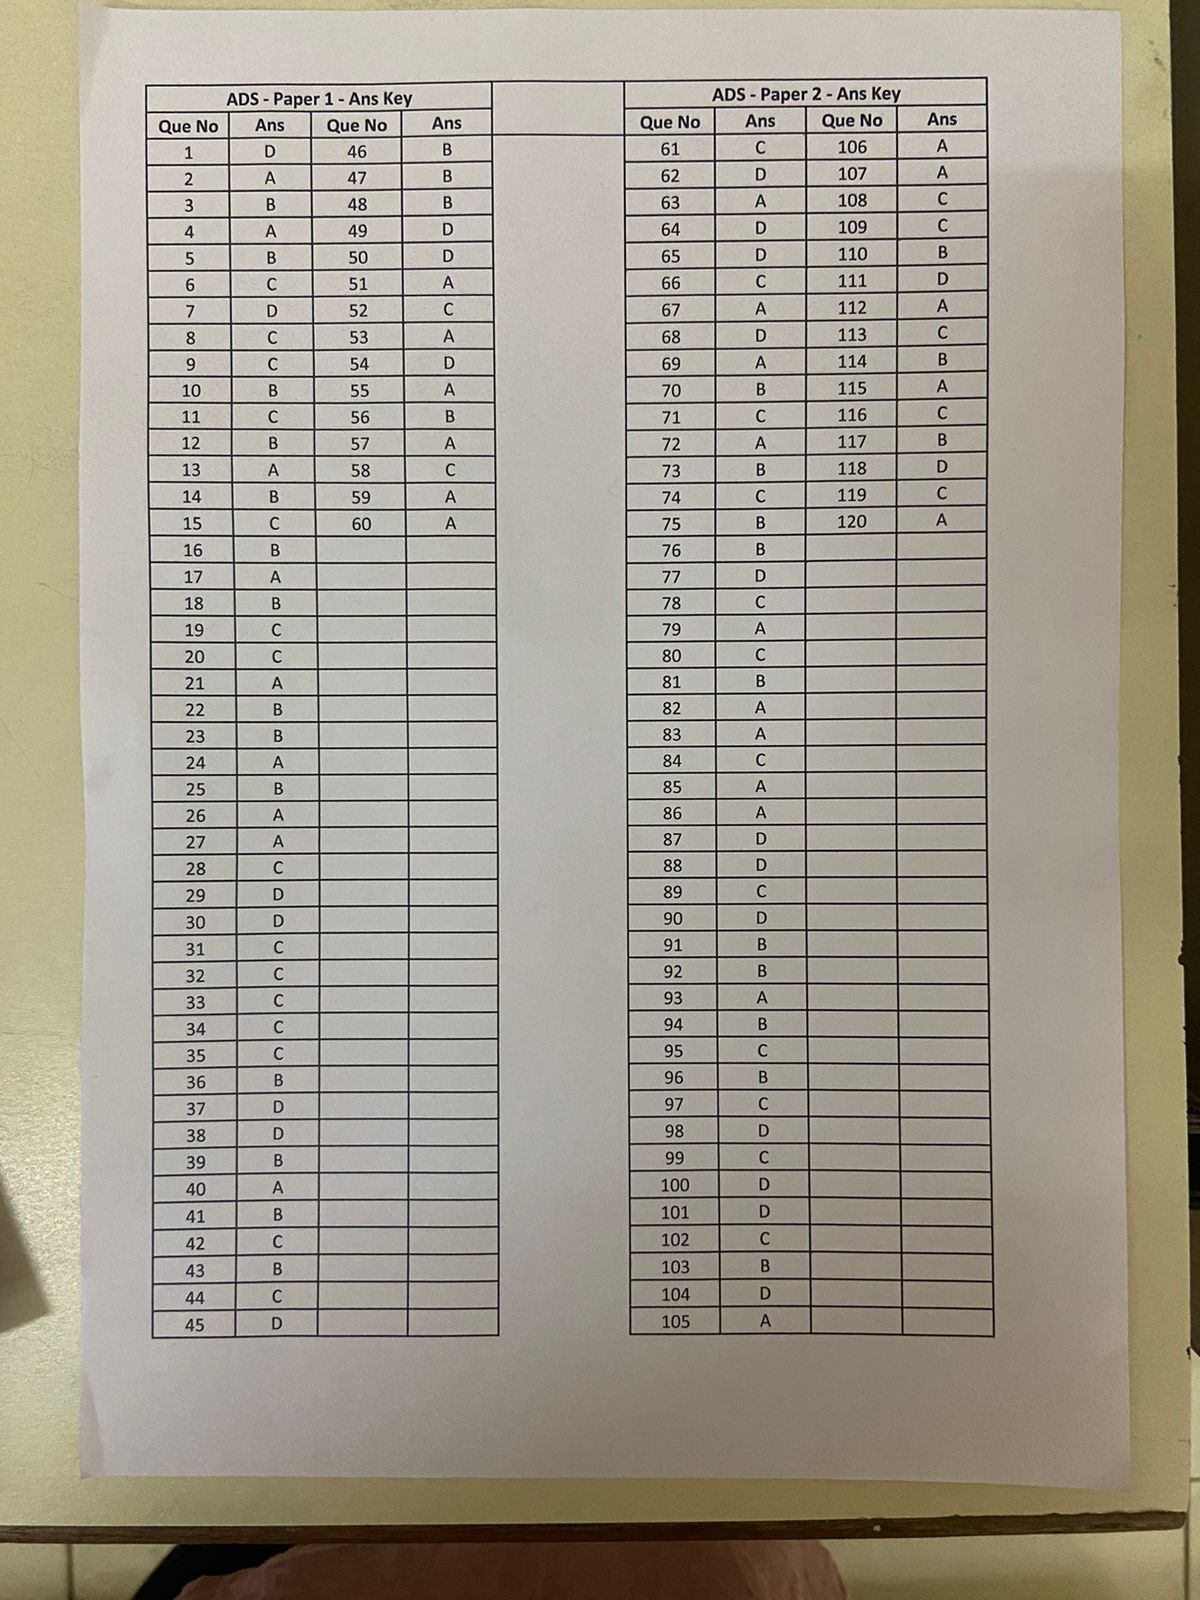 ADS - Paper 1 - Ans Key ADS - Paper 2 - Ans Key
Que No Ans Que No Ans Que No Ans Que No Ans
1 D 46 B 61 C 106 A
2 A 47 B 62 D 107 A
3 B 48 B 63 A 108 C
4 A 49 D 64 D 109 C
5 B 50 D 65 D 110 B
6 C 51 A 66 C 111 D
7 D 52 C 67 A 112 A
8 C 53 A 68 D 113 C
9 C 54 D 69 A 114 B
10 B 55 A 70 B 115 A
11 C 56 B 71 C 116 C
12 B 57 A 72 A 117 B
13 A 58 C 73 B 118 D
14 B 59 A 74 C 119 C
15 C 60 A 75 B 120 A
16 B 76 B
17 A 77 D
18 B 78 C
19 C 79 A
20 C 80 C
21 A 81 B
22 B 82 A
23 B 83 A
24 A 84 C
25 B 85 A
26 A 86 A
27 A 87 D
28 C 88 D
29 D 89 C
30 D 90 D
31 C 91 B
32 C 92 B
33 C 93 A
34 C 94 B
35 C 95 C
36 B 96 B
37 D 97 C
38 D 98 D
39 B 99 C
40 A 100 D
41 B 101 D
42 C 102 C
43 B 103 B
44 C 104 D
45 D 105 A